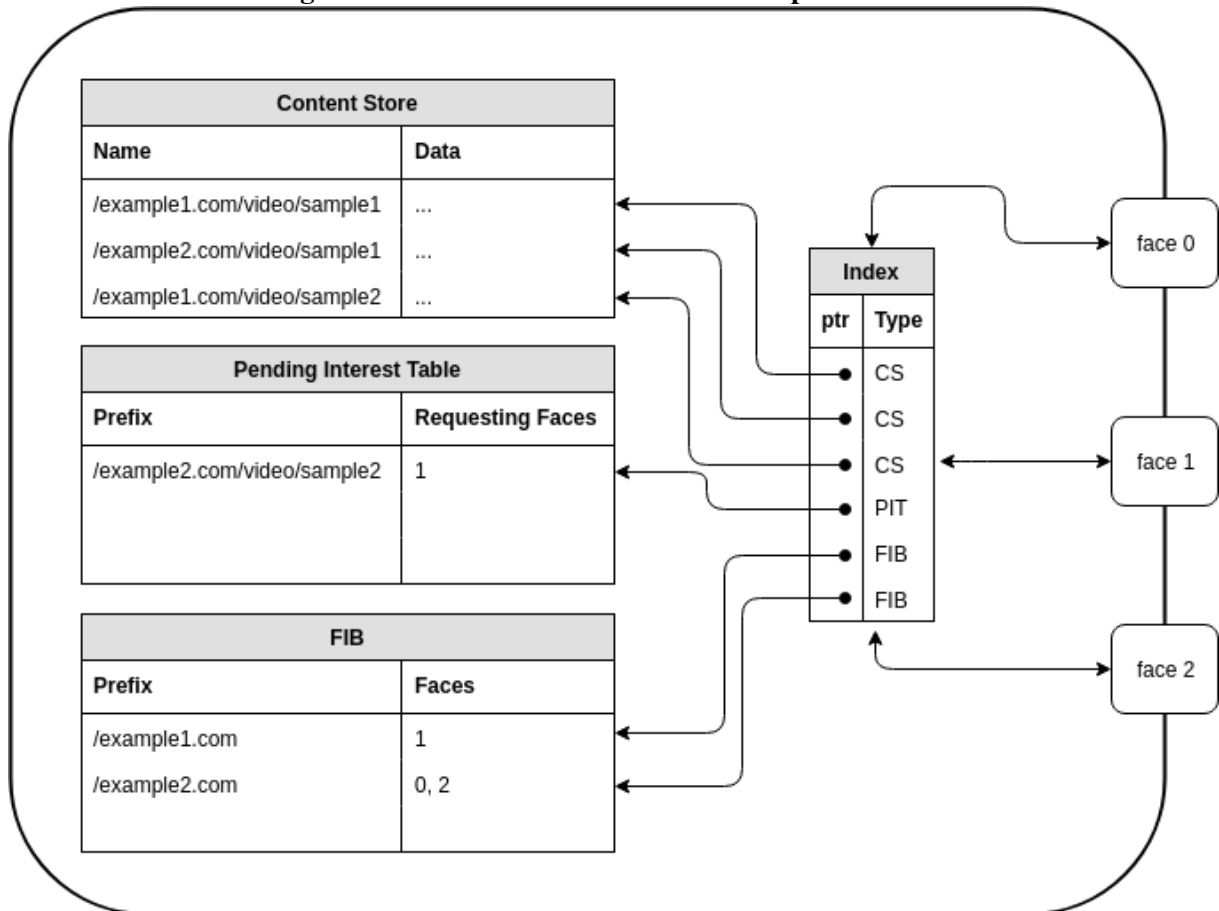 Content Store
Name Data
/example1.com/video/sample1 ...
/example2.com/video/sample1 ...
/example1.com/video/sample2 ...
Pending Interest Table
Prefix Requesting Faces
/example2.com/video/sample2 1
FIB
Prefix Faces
/example1.com 1
/example2.com 0, 2
Index
ptr Type
CS
CS
CS
PIT
FIB
FIB
face 0
face 1
face 2